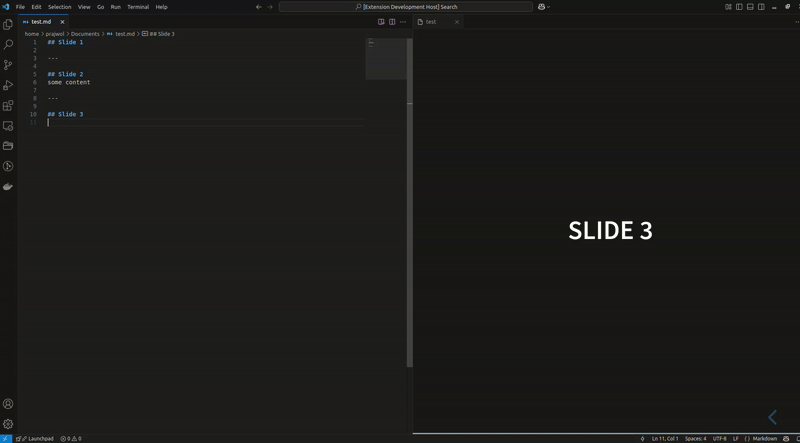 File Edit Selection View Go Run Terminal Help
[Extension Development Host] Search
test.md
test
home > prajwol > Documents > test.md > ## Slide 3
1 ## Slide 1
2
3 ---
4
5 ## Slide 2
6 some content
7
8 ---
9
10 ## Slide 3
11
SLIDE 3
Launchpad 0 0
Ln 11, Col 1 Spaces: 4 UTF-8 LF Markdown